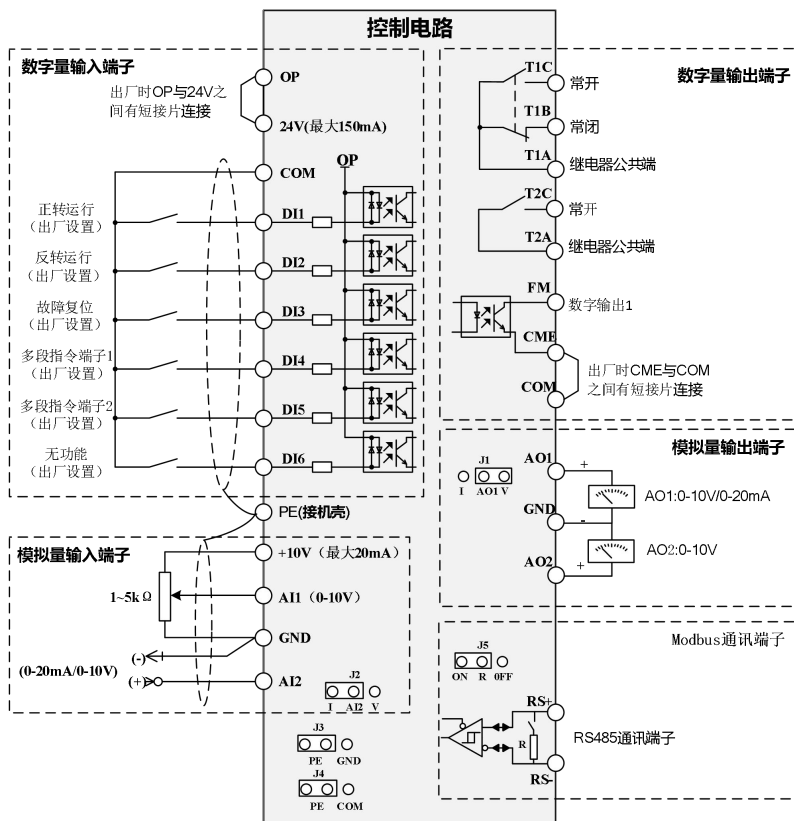 控制电路
数字量输入端子
出厂时OP与24V之
间有短接片连接
OP
24V(最大150mA)
COM
OP
正转运行
(出厂设置)
DI1
反转运行
(出厂设置)
DI2
故障复位
(出厂设置)
DI3
多段指令端子1
(出厂设置)
DI4
多段指令端子2
(出厂设置)
DI5
无功能
(出厂设置)
DI6
PE(接机壳)
模拟量输入端子
+10V（最大20mA）
1~5kΩ
AI1（0-10V）
GND
(-)
(0-20mA/0-10V)
(+)
AI2
J2
I AI2 V
J3
PE GND
J4
PE COM
数字量输出端子
T1C
常开
T1B
常闭
T1A
继电器公共端
T2C
常开
T2A
继电器公共端
FM
数字输出1
CME
出厂时CME与COM
之间有短接片连接
COM
模拟量输出端子
J1
I AO1 V
AO1
+
AO1:0-10V/0-20mA
GND
-
AO2:0-10V
AO2
+
Modbus通讯端子
J5
ON R OFF
RS+
R
RS485通讯端子
RS-